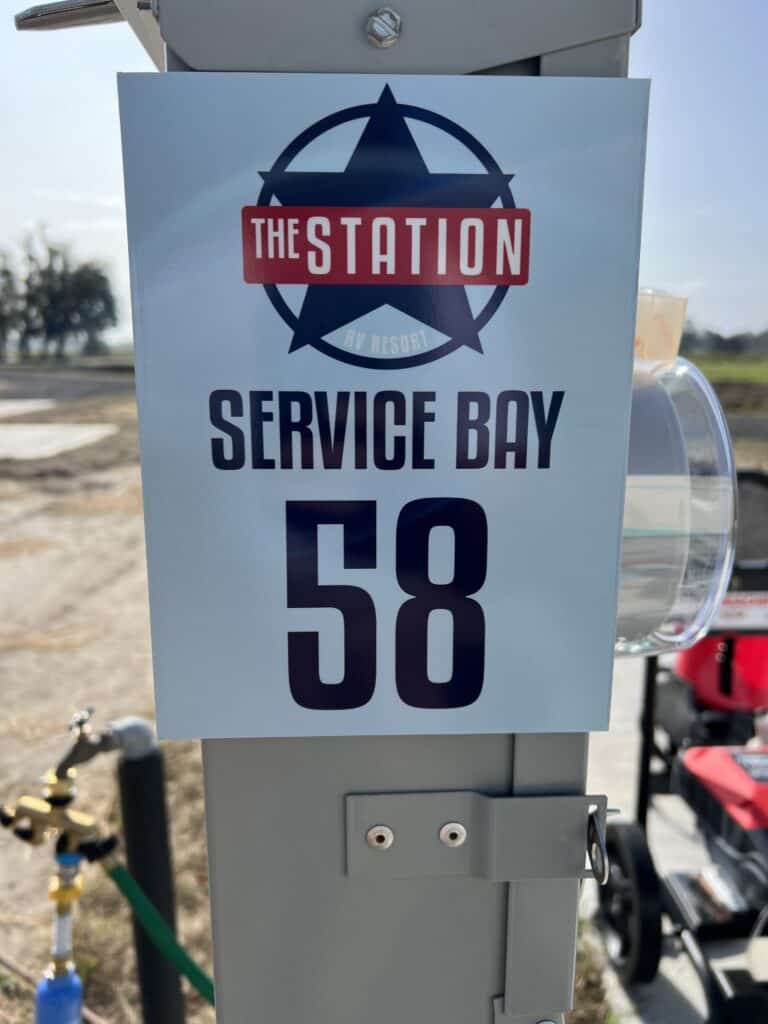 THE STATION
RV RESORT
SERVICE BAY
58